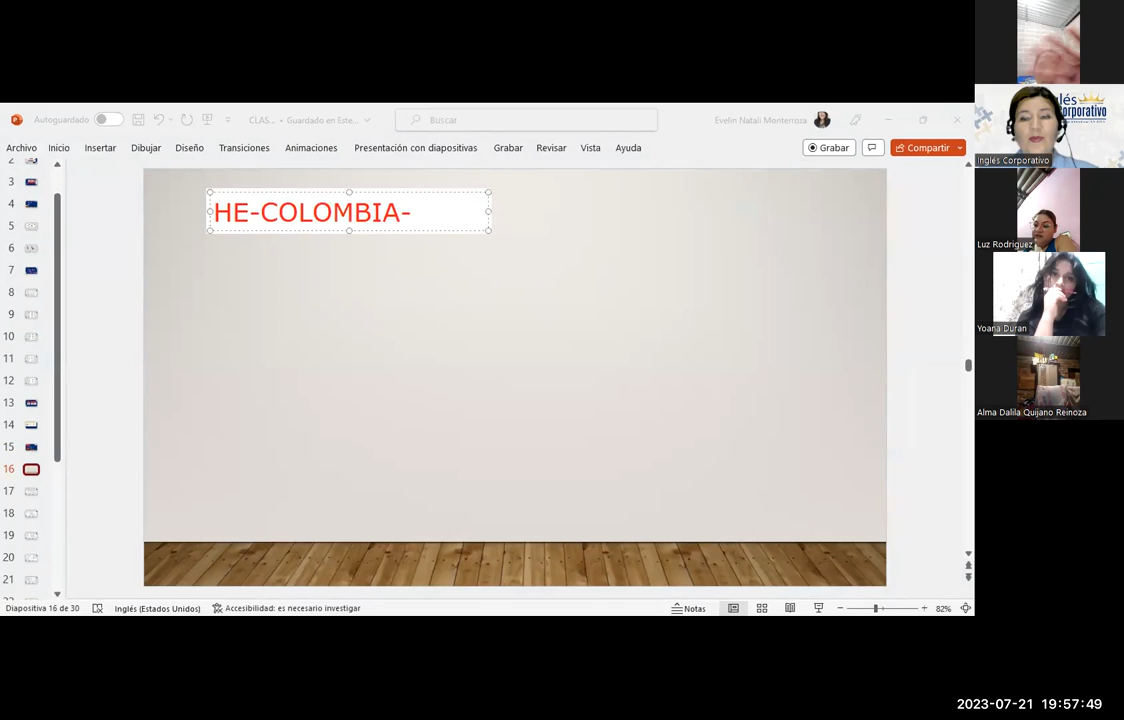 Autoguardado
CLAS... • Guardado en Este...
Buscar
Evelin Natali Monterroza
Archivo Inicio Insertar Dibujar Diseño Transiciones Animaciones Presentación con diapositivas Grabar Revisar Vista Ayuda
Grabar
Compartir
HE-COLOMBIA-
2
3
4
5
6
7
8
9
10
11
12
13
14
15
16
17
18
19
20
21
Diapositiva 16 de 30
Inglés (Estados Unidos)
Accesibilidad: es necesario investigar
Notas
82%
Inglés Corporativo
Luz Rodriguez
Yoana Duran
Alma Dalila Quijano Reinoza
2023-07-21 19:57:49